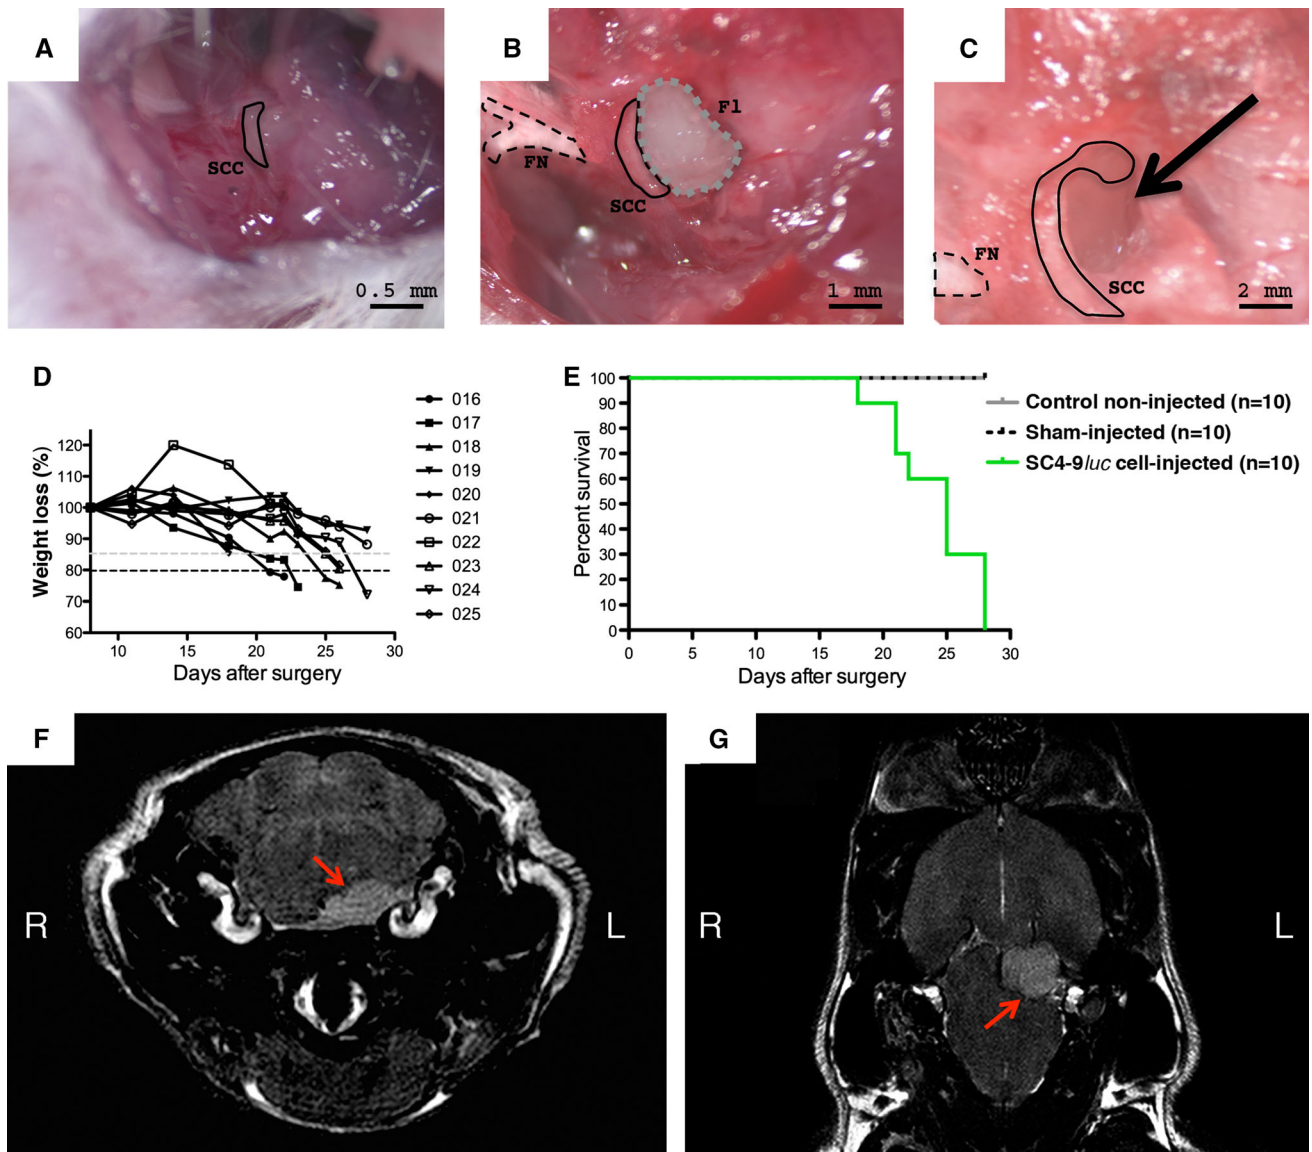 A
SCC
0.5 mm
B
Fl
FN
SCC
1 mm
C
FN
SCC
2 mm
D
120
100
90
80
70
60
10
15
20
25
30
Weight loss (%)
Days after surgery
016
017
018
019
020
021
022
023
024
025
E
100
90
80
70
60
50
40
30
20
10
0
0
5
10
15
20
25
30
Percent survival
Days after surgery
Control non-injected (n=10)
Sham-injected (n=10)
SC4-9luc cell-injected (n=10)
F
R
L
G
R
L